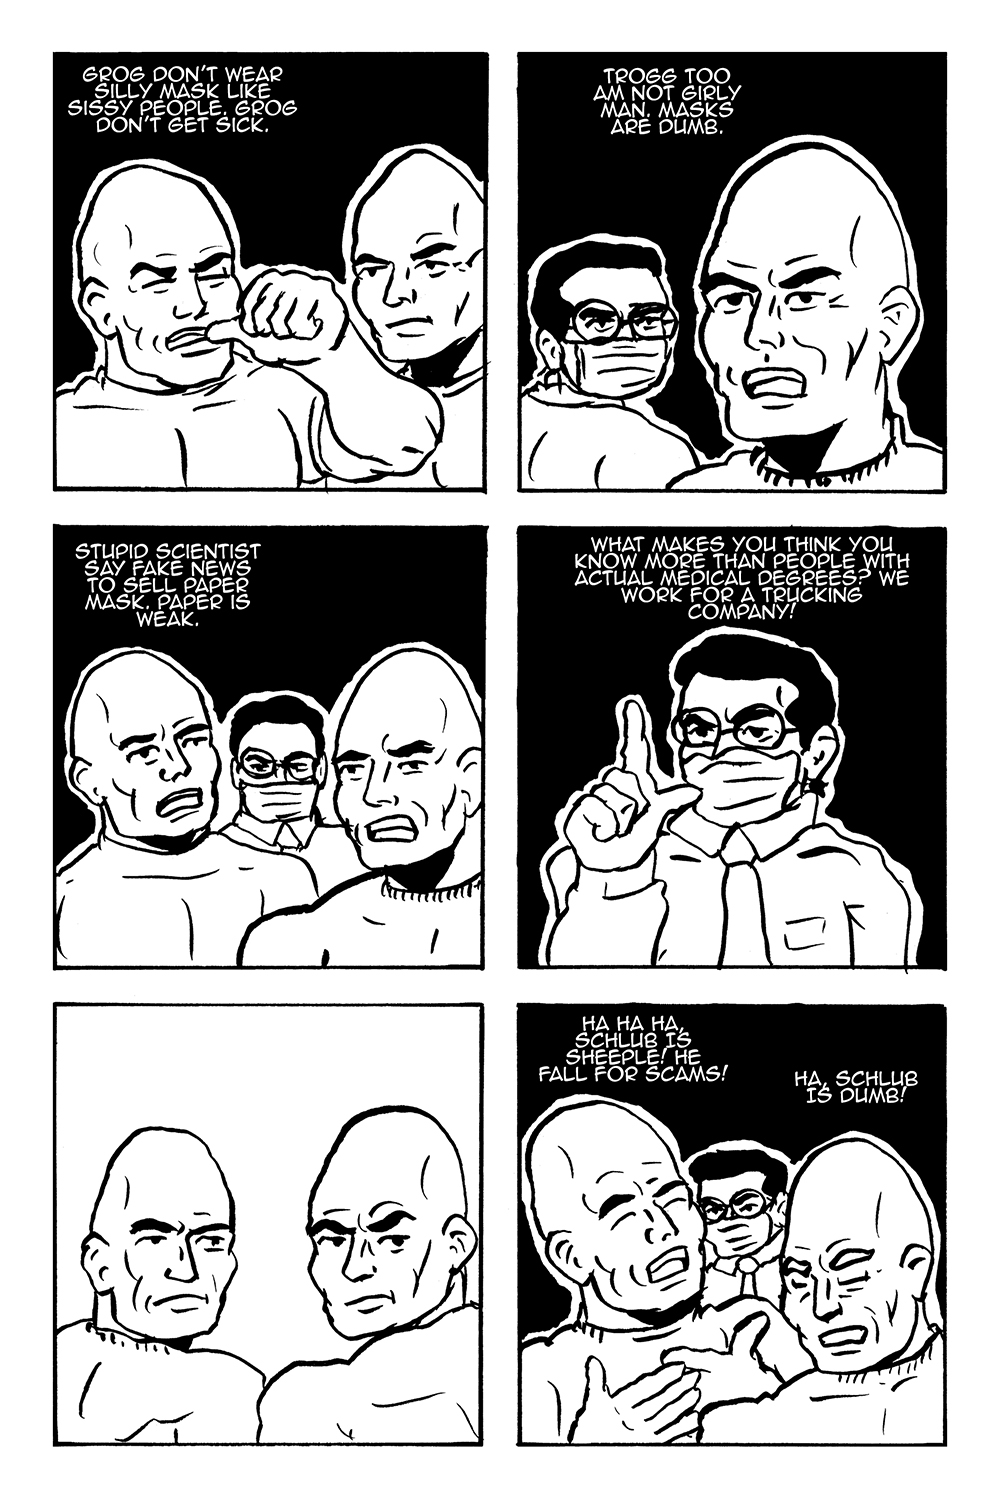 GROG DON'T WEAR
SILLY MASK LIKE
SISSY PEOPLE. GROG
DON'T GET SICK.
TROGG TOO
AM NOT GIRLY
MAN. MASKS
ARE DUMB.
STUPID SCIENTIST
SAY FAKE NEWS
TO SELL PAPER
MASK. PAPER IS
WEAK.
WHAT MAKES YOU THINK YOU
KNOW MORE THAN PEOPLE WITH
ACTUAL MEDICAL DEGREES? WE
WORK FOR A TRUCKING
COMPANY!
HA HA HA,
SCHLUB IS
SHEEPLE! HE
FALL FOR SCAMS!
HA, SCHLUB
IS DUMB!